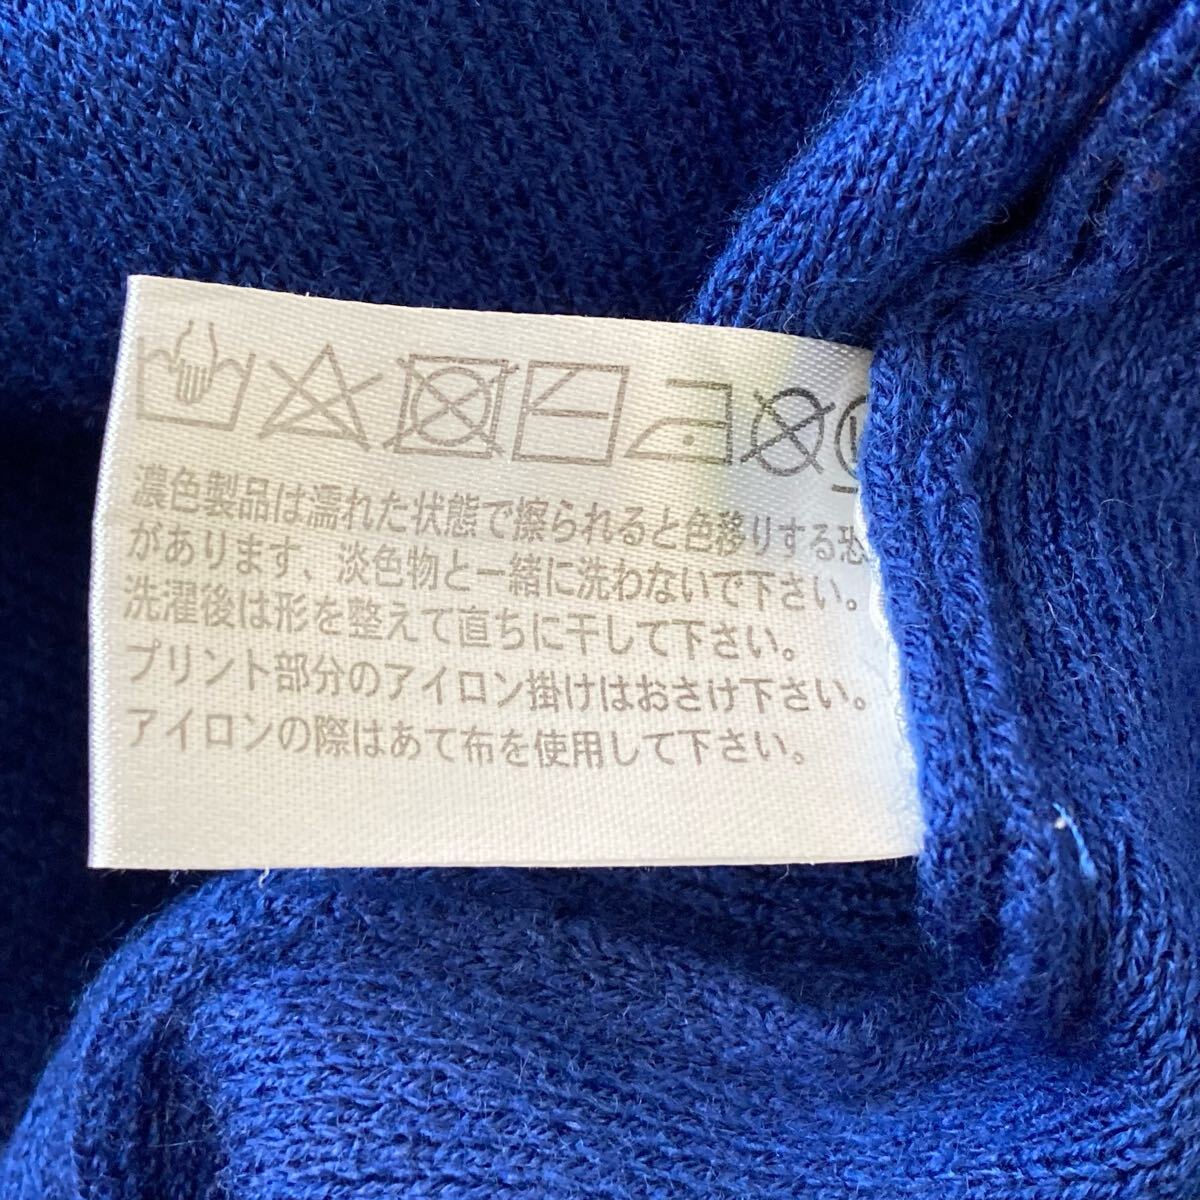 濃色製品は濡れた状態で擦られると色移りする恐
があります、淡色物と一緒に洗わないで下さい。
洗濯後は形を整えて直ちに干して下さい。
プリント部分のアイロン掛けはおさけ下さい。
アイロンの際はあて布を使用して下さい。